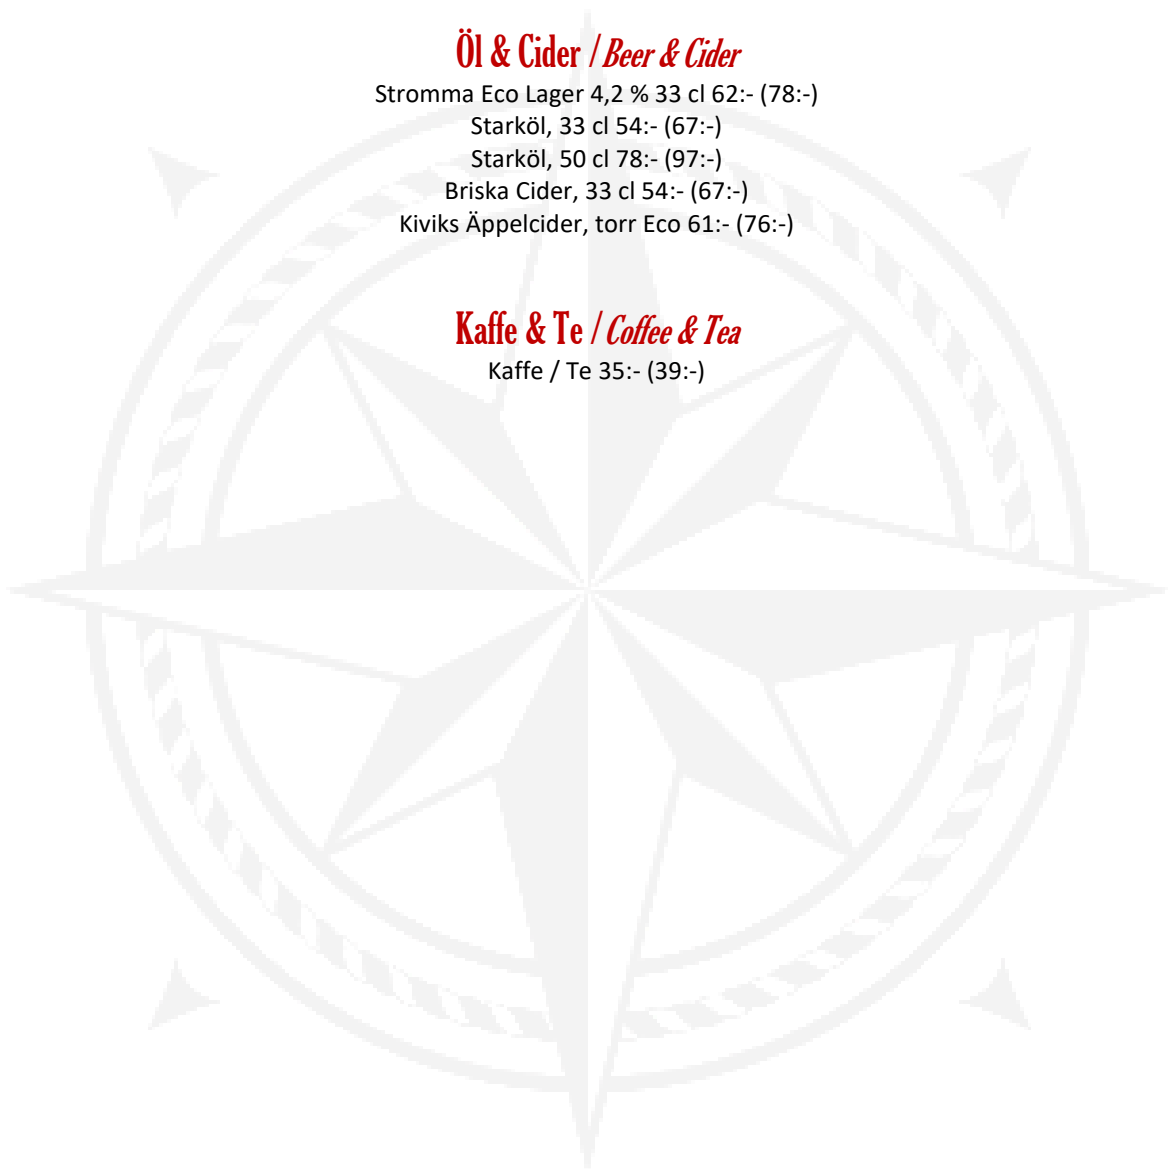 Öl & Cider / Beer & Cider
Stromma Eco Lager 4,2 % 33 cl 62:- (78:-)
Starköl, 33 cl 54:- (67:-)
Starköl, 50 cl 78:- (97:-)
Briska Cider, 33 cl 54:- (67:-)
Kiviks Äppelcider, torr Eco 61:- (76:-)
Kaffe & Te / Coffee & Tea
Kaffe / Te 35:- (39:-)